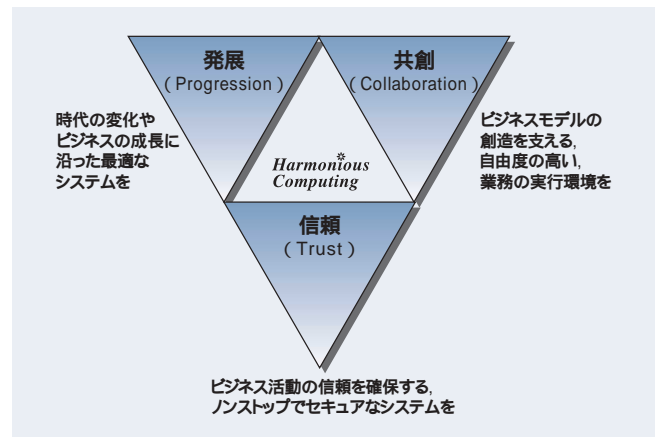 発展
(Progression)
共創
(Collaboration)
時代の変化や
ビジネスの成長に
沿った最適な
システムを
Harmonious
Computing
ビジネスモデルの
創造を支える,
自由度の高い,
業務の実行環境を
信頼
(Trust)
ビジネス活動の信頼を確保する,
ノンストップでセキュアなシステムを